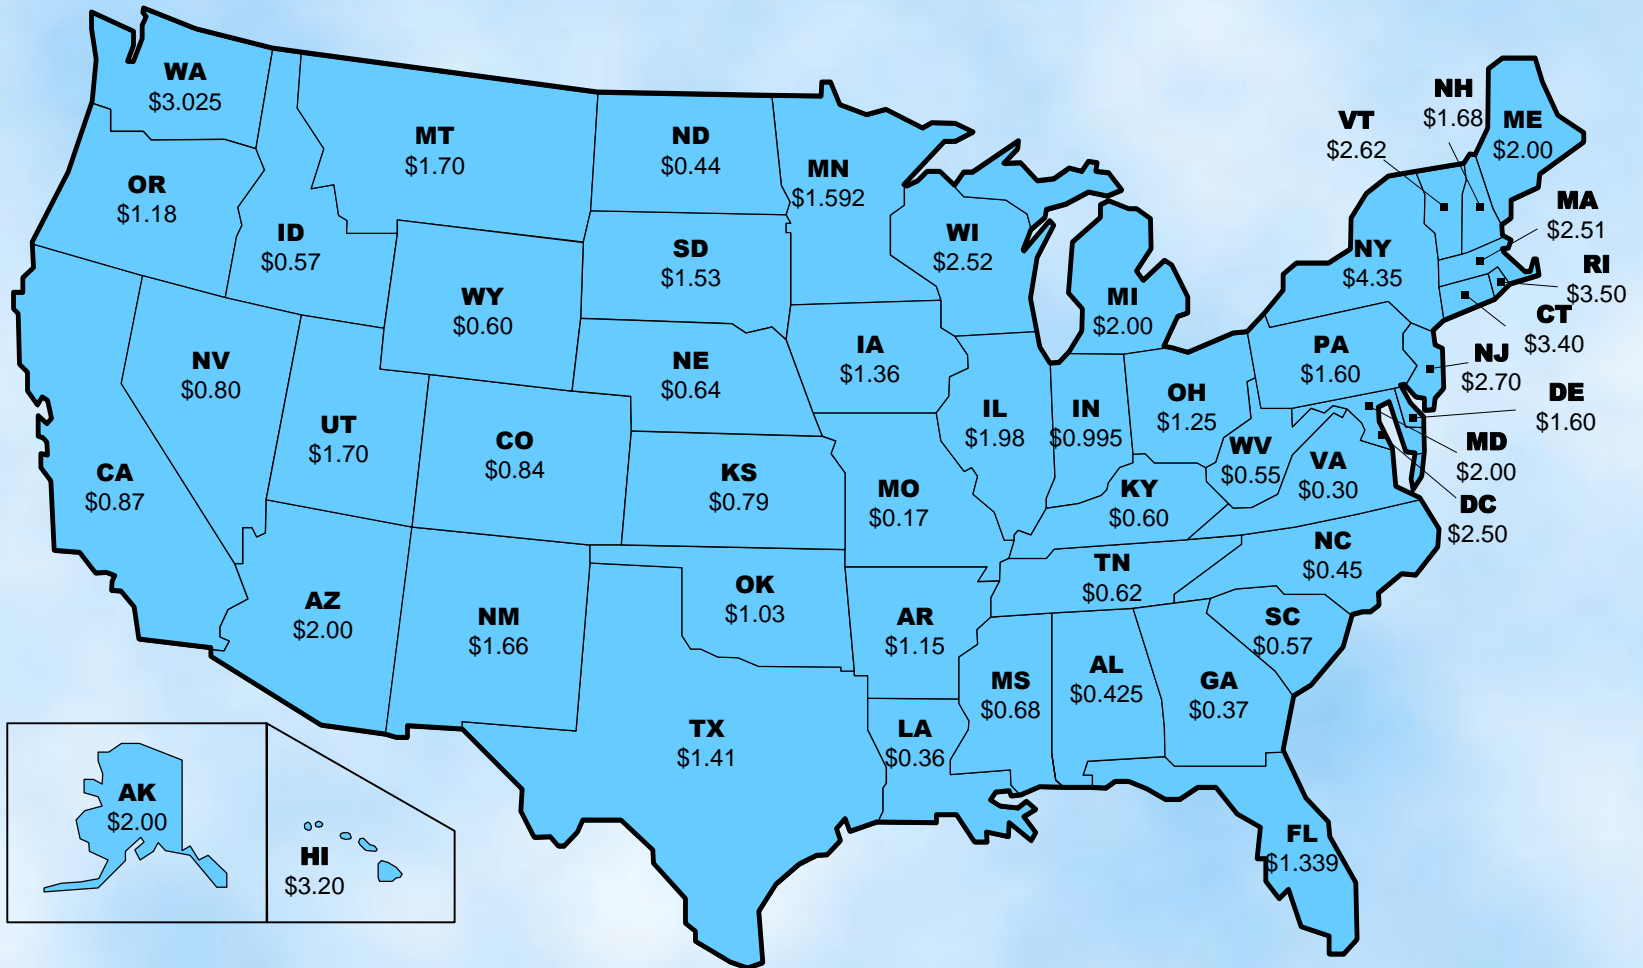 WA
$3.025
OR
$1.18
ID
$0.57
MT
$1.70
ND
$0.44
MN
$1.592
SD
$1.53
WY
$0.60
WI
$2.52
MI
$2.00
NH
$1.68
VT
$2.62
ME
$2.00
MA
$2.51
NY
$4.35
RI
$3.50
CT
$3.40
NJ
$2.70
DE
$1.60
MD
$2.00
DC
$2.50
PA
$1.60
NV
$0.80
UT
$1.70
CA
$0.87
CO
$0.84
NE
$0.64
IA
$1.36
KS
$0.79
MO
$0.17
IL
$1.98
IN
$0.995
OH
$1.25
WV
$0.55
VA
$0.30
KY
$0.60
NC
$0.45
TN
$0.62
SC
$0.57
AZ
$2.00
NM
$1.66
OK
$1.03
AR
$1.15
TX
$1.41
LA
$0.36
MS
$0.68
AL
$0.425
GA
$0.37
FL
$1.339
AK
$2.00
HI
$3.20